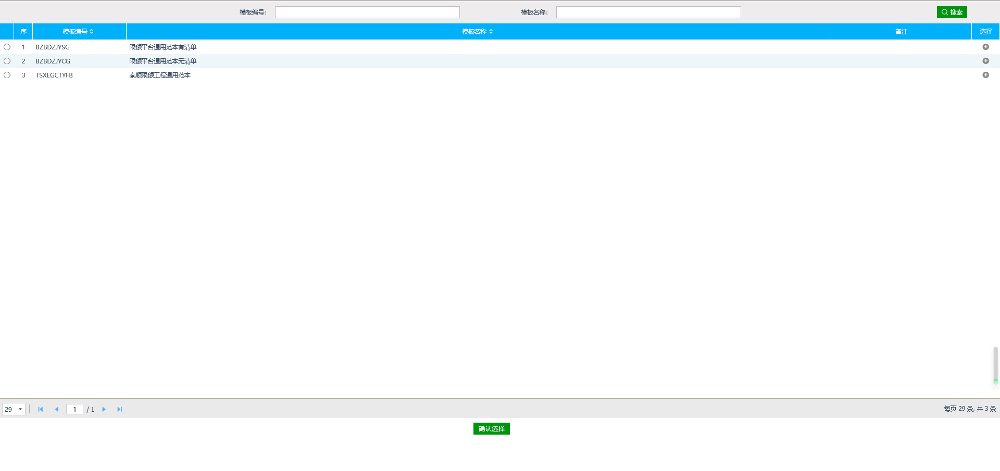 模板编号: 模板名称: 搜索
序 模板编号 模板名称 备注 选择
1 BZBDZJYSG 限额平台通用范本有清单
2 BZBDZJYCG 限额平台通用范本无清单
3 TSXEGCTYFB 泰顺限额工程通用范本
29 1 / 1 每页 29 条, 共 3 条
确认选择